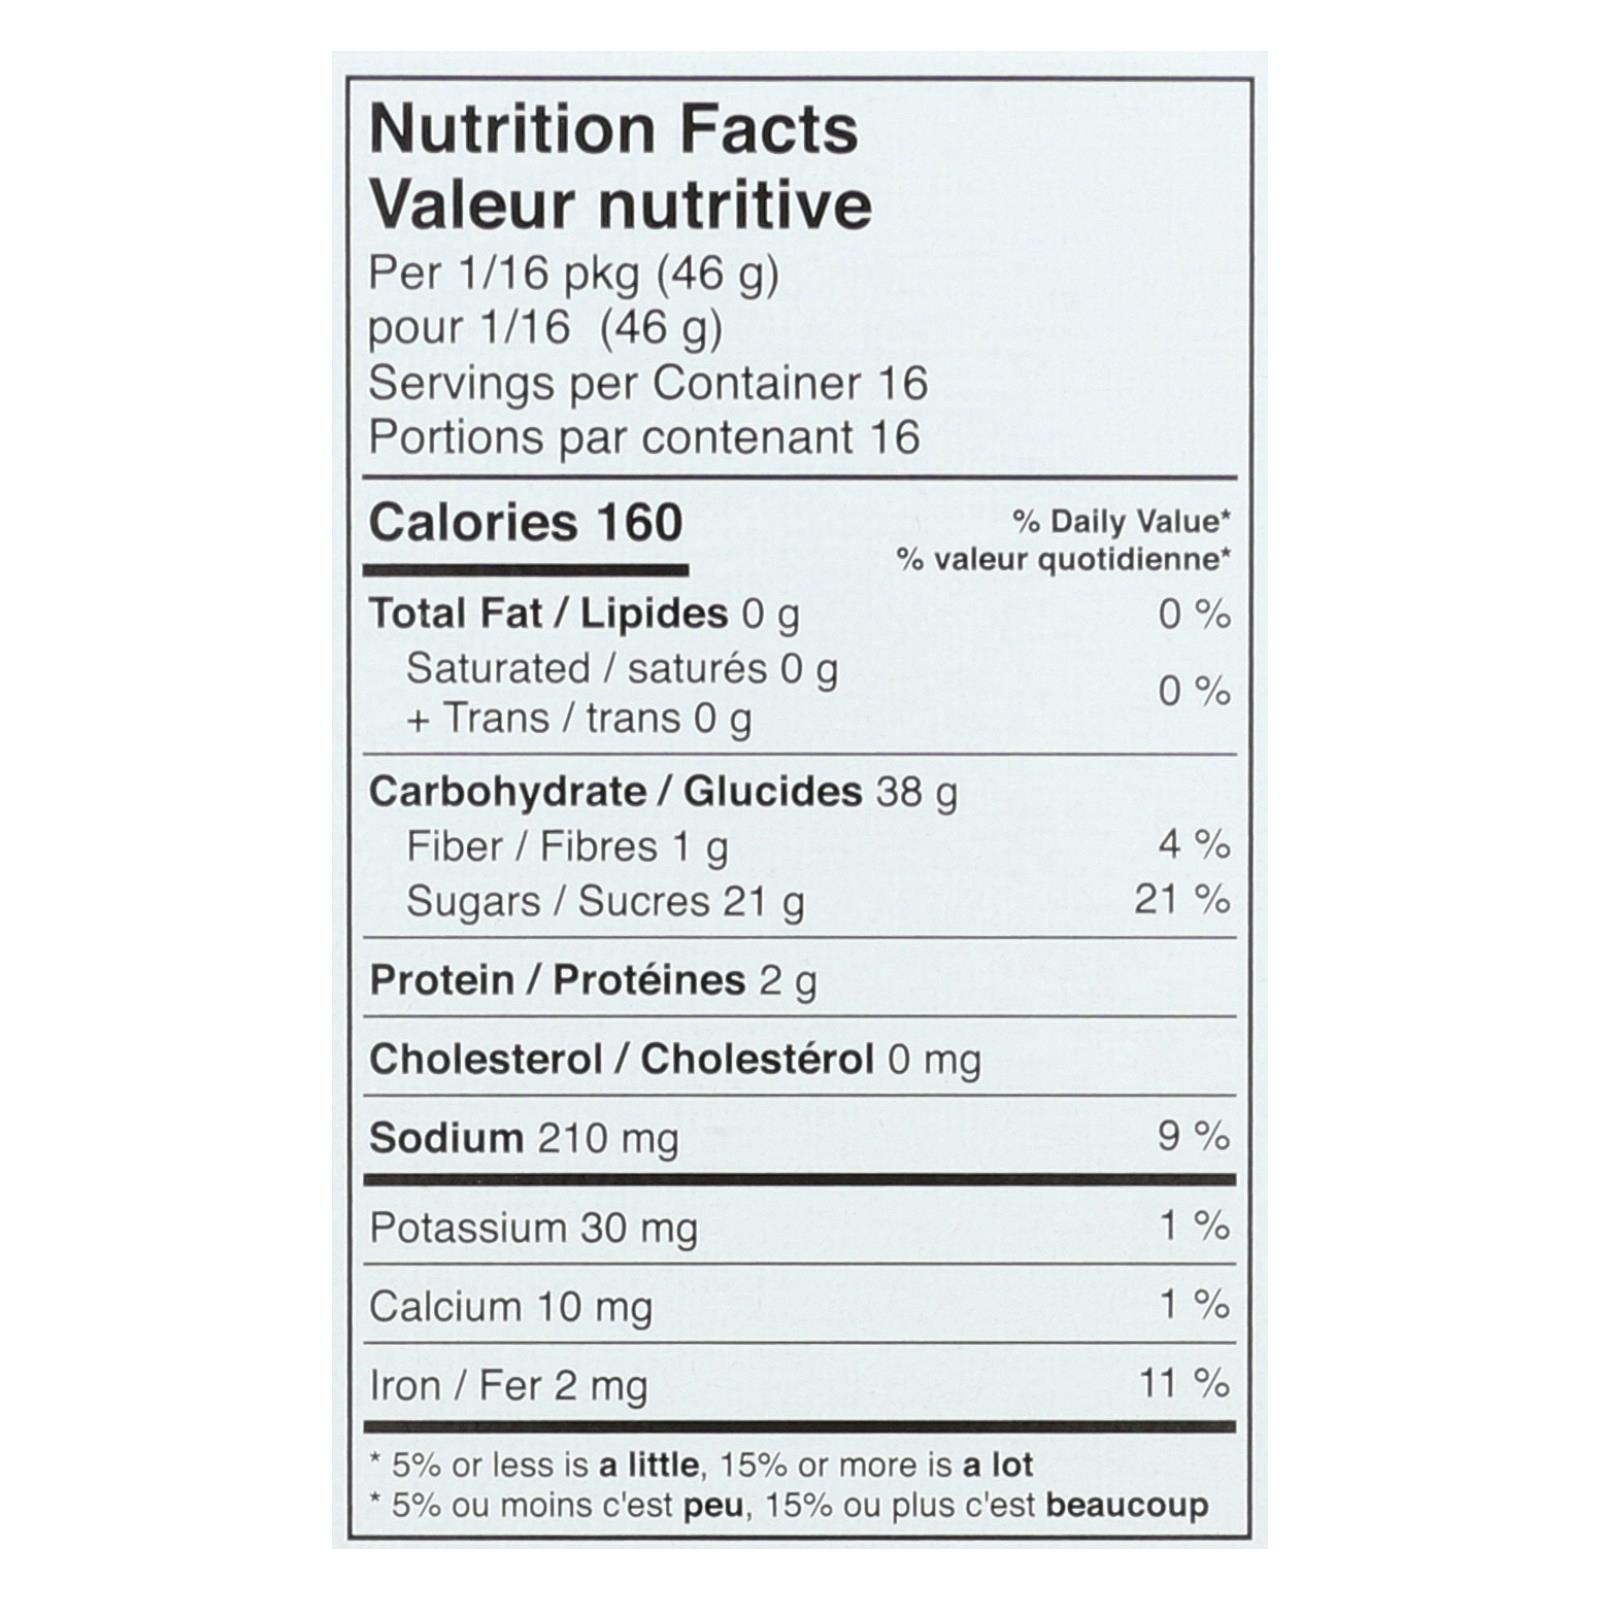 Nutrition Facts
Valeur nutritive
Per 1/16 pkg (46 g)
pour 1/16 (46 g)
Servings per Container 16
Portions par contenant 16
Calories 160
% Daily Value*
% valeur quotidienne*
Total Fat / Lipides 0 g 0 %
Saturated / saturés 0 g
+ Trans / trans 0 g 0 %
Carbohydrate / Glucides 38 g
Fiber / Fibres 1 g 4 %
Sugars / Sucres 21 g 21 %
Protein / Protéines 2 g
Cholesterol / Cholestérol 0 mg
Sodium 210 mg 9 %
Potassium 30 mg 1 %
Calcium 10 mg 1 %
Iron / Fer 2 mg 11 %
* 5% or less is a little, 15% or more is a lot
* 5% ou moins c'est peu, 15% ou plus c'est beaucoup